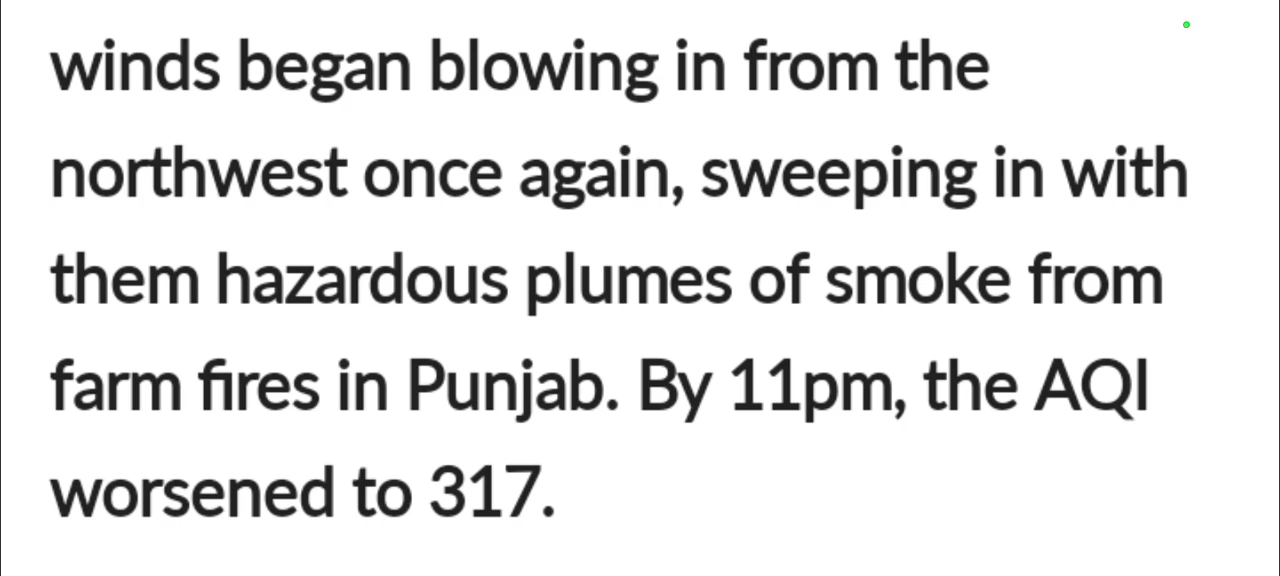 winds began blowing in from the
northwest once again, sweeping in with
them hazardous plumes of smoke from
farm fires in Punjab. By 11pm, the AQI
worsened to 317.